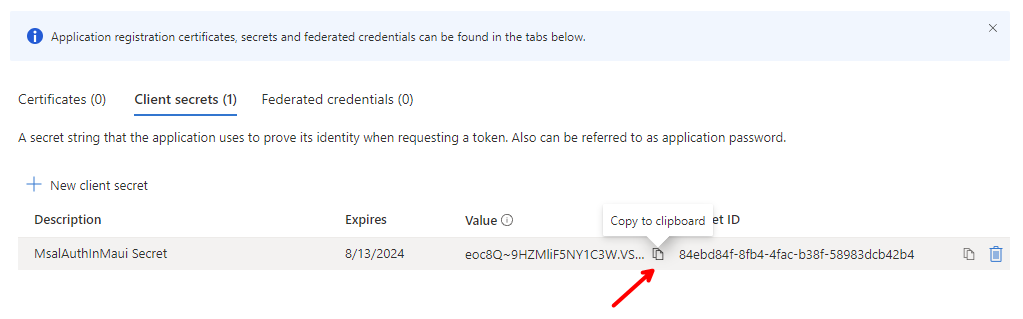 Application registration certificates, secrets and federated credentials can be found in the tabs below.
Certificates (0) Client secrets (1) Federated credentials (0)
A secret string that the application uses to prove its identity when requesting a token. Also can be referred to as application password.
New client secret
Copy to clipboard
Description Expires Value et ID
MsalAuthInMaui Secret 8/13/2024 eoc8Q~9HZMliF5NY1C3W.VS... 84ebd84f-8fb4-4fac-b38f-58983dcb42b4